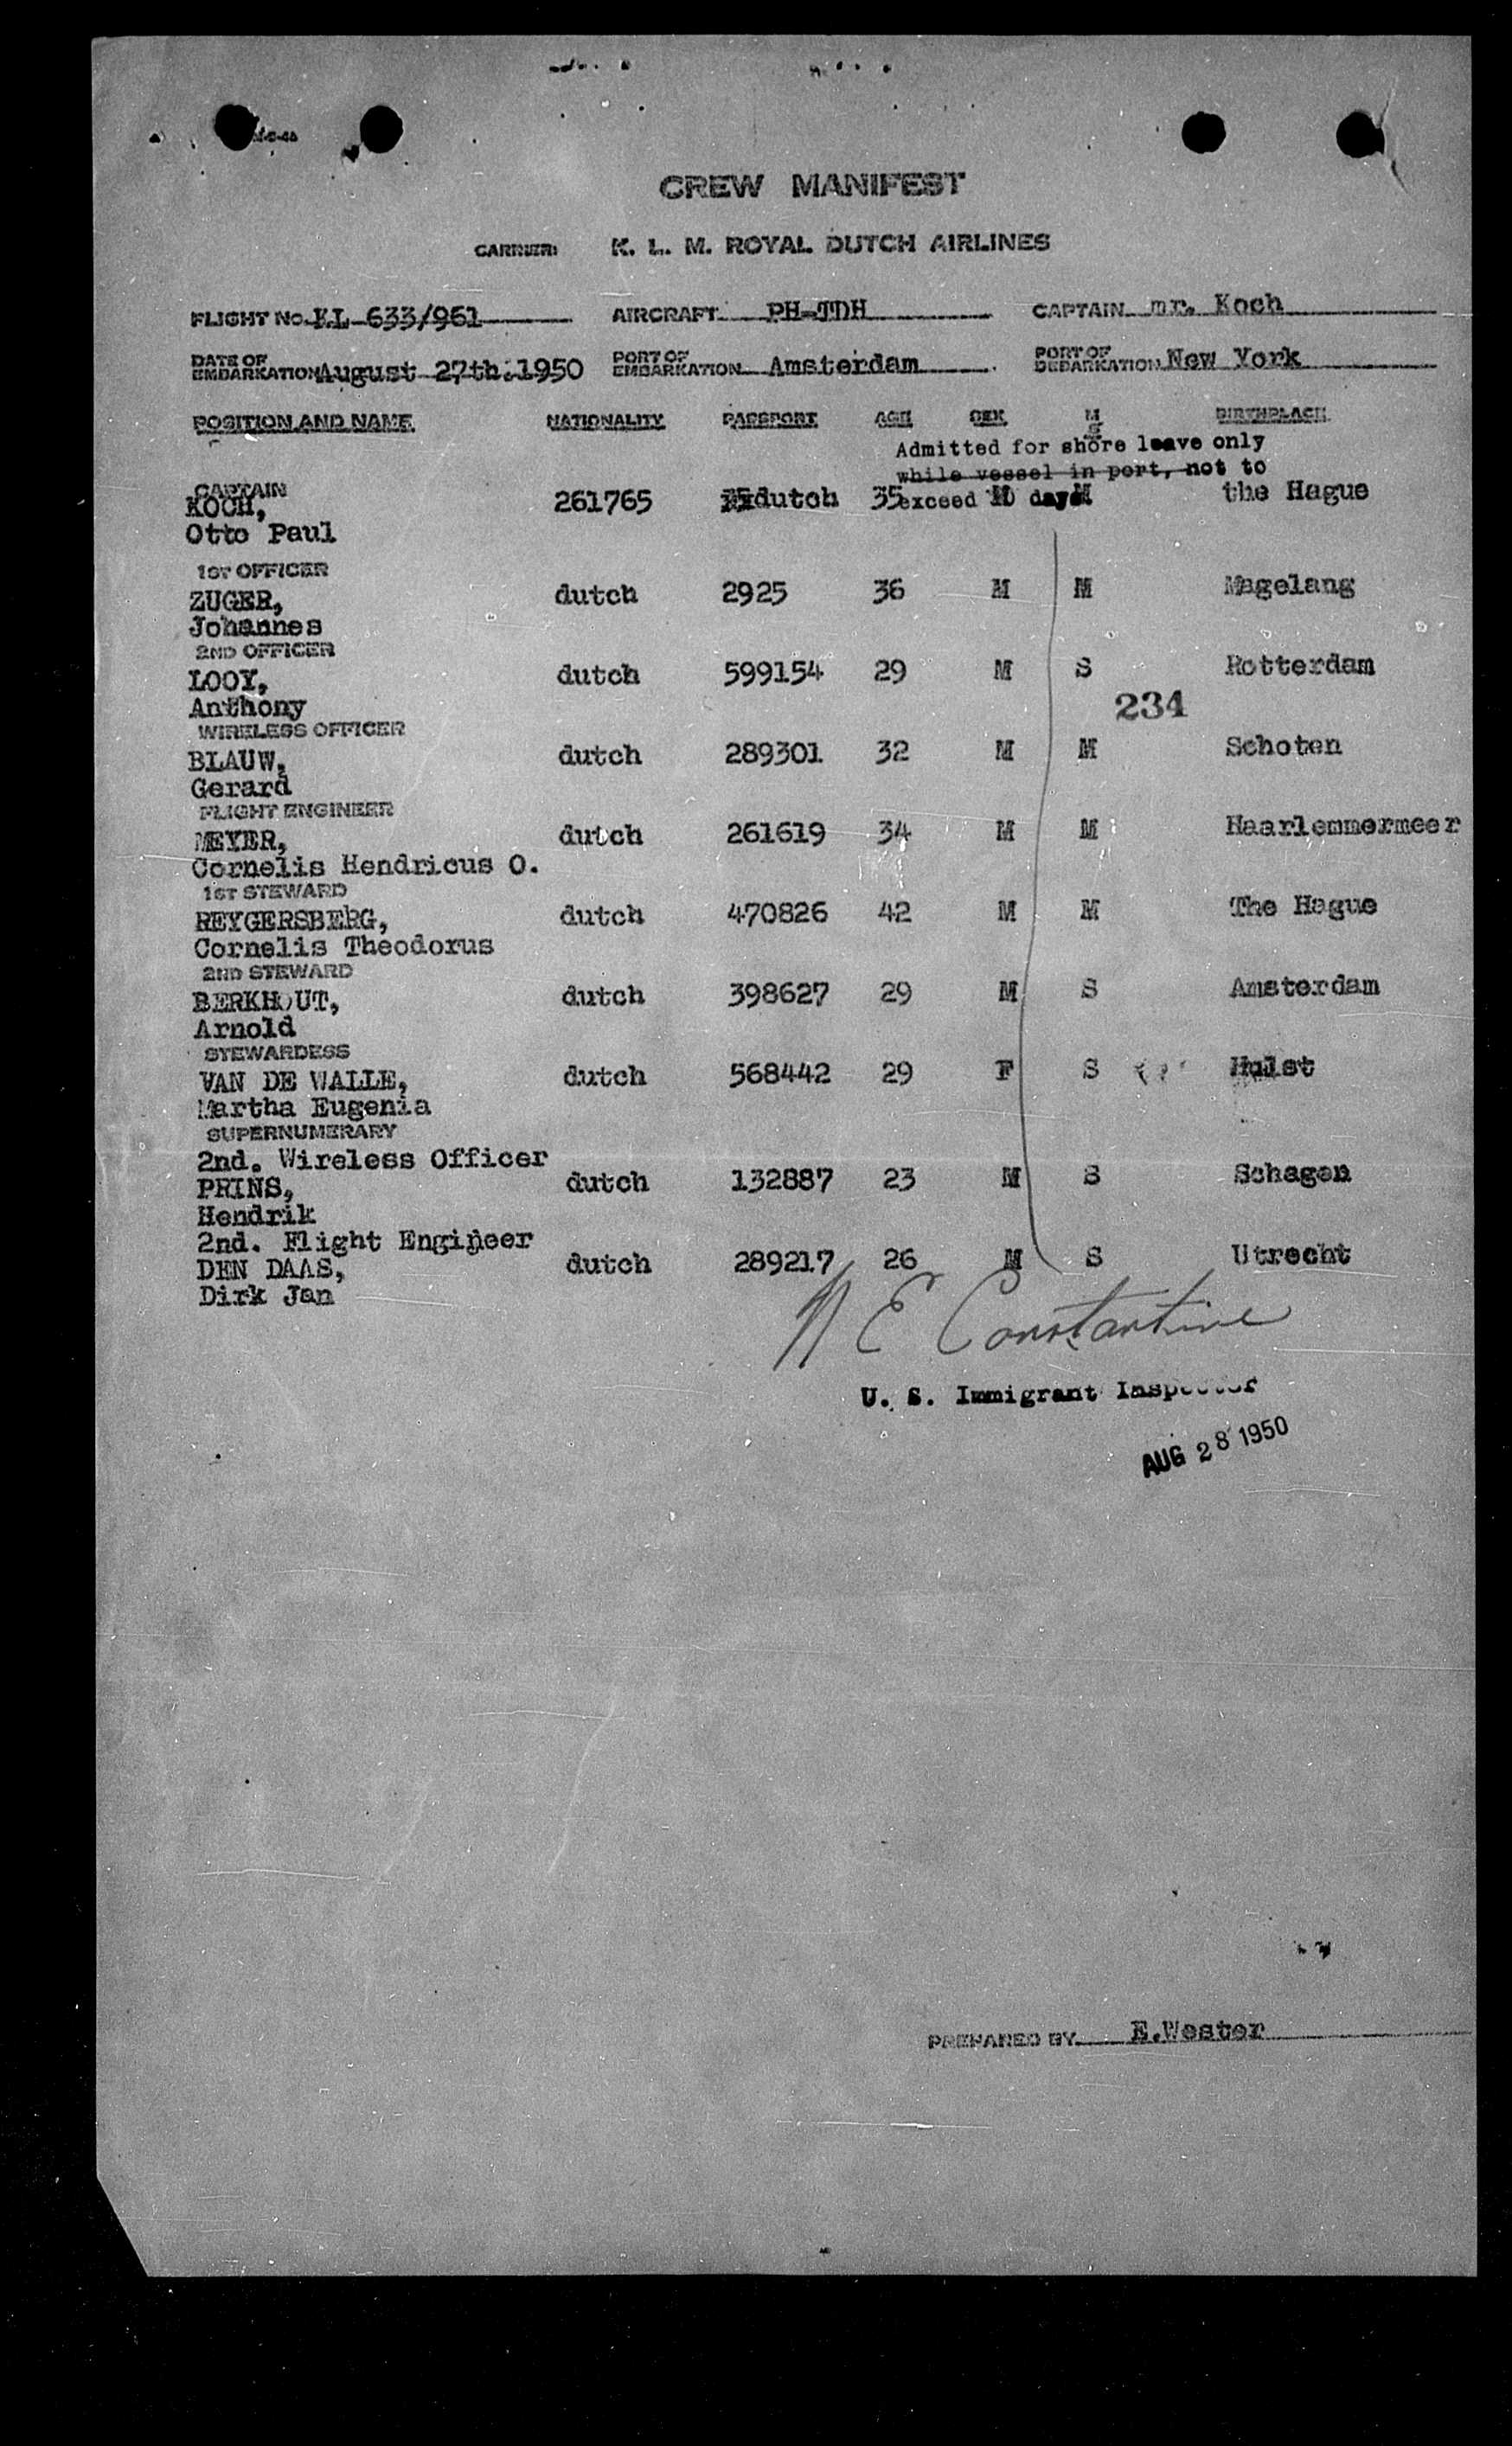 CREW MANIFEST
CARRIER: K. L. M. ROYAL DUTCH AIRLINES
FLIGHT No. KL 633/961 AIRCRAFT PH-TDH CAPTAIN mr. Koch
DATE OF EMBARKATION August 27th. 1950 PORT OF EMBARKATION Amsterdam PORT OF DEBARKATION New York
POSITION AND NAME NATIONALITY PASSPORT AGE SEX M S BIRTHPLACE
Admitted for shore leave only
while vessel in port, not to
exceed 10 days
CAPTAIN
KOCH, 261765 dutch 35 M M the Hague
Otto Paul
1ST OFFICER
ZUGER, dutch 2925 36 M M Magelang
Johannes
2ND OFFICER
LOOY, dutch 599154 29 M S Rotterdam
Anthony
234
WIRELESS OFFICER
BLAUW, dutch 289301 32 M M Schoten
Gerard
FLIGHT ENGINEER
MEYER, dutch 261619 34 M M Haarlemmermeer
Cornelis Hendricus O.
1ST STEWARD
REYGERSBERG, dutch 470826 42 M M The Hague
Cornelis Theodorus
2ND STEWARD
BERKHOUT, dutch 398627 29 M S Amsterdam
Arnold
STEWARDESS
VAN DE WALLE, dutch 568442 29 F S Hulst
Martha Eugenia
SUPERNUMERARY
2nd. Wireless Officer
PRINS, dutch 132887 23 M S Schagen
Hendrik
2nd. Flight Engineer
DEN DAAS, dutch 289217 26 M S Utrecht
Dirk Jan
N E Constantine
U. S. Immigrant Inspector
AUG 28 1950
PREPARED BY E.Wester